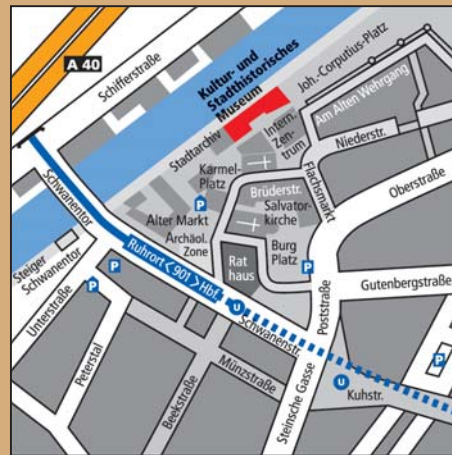 A 40
Schifferstraße
Kultur- und
Stadthistorisches
Museum
Joh.-Corputius-Platz
Stadtarchiv
Intern.
Zen-
trum
Am Alten Wehrgang
Niederstr.
Karmel-
Platz
Flachsmarkt
Schwanentor
P
Brüderstr.
Salvator-
kirche
Oberstraße
Alter Markt
Archäol.
Zone
Burg
Platz
P
Rat
haus
Steiger
Schwanentor
P
Ruhrort <901> Hbf.
Gutenbergstraße
Unterstraße
P
U
Poststraße
Schwanenstr.
Peterstal
Münzstraße
P
Beekstraße
Steinsche Gasse
U
Kuhstr.